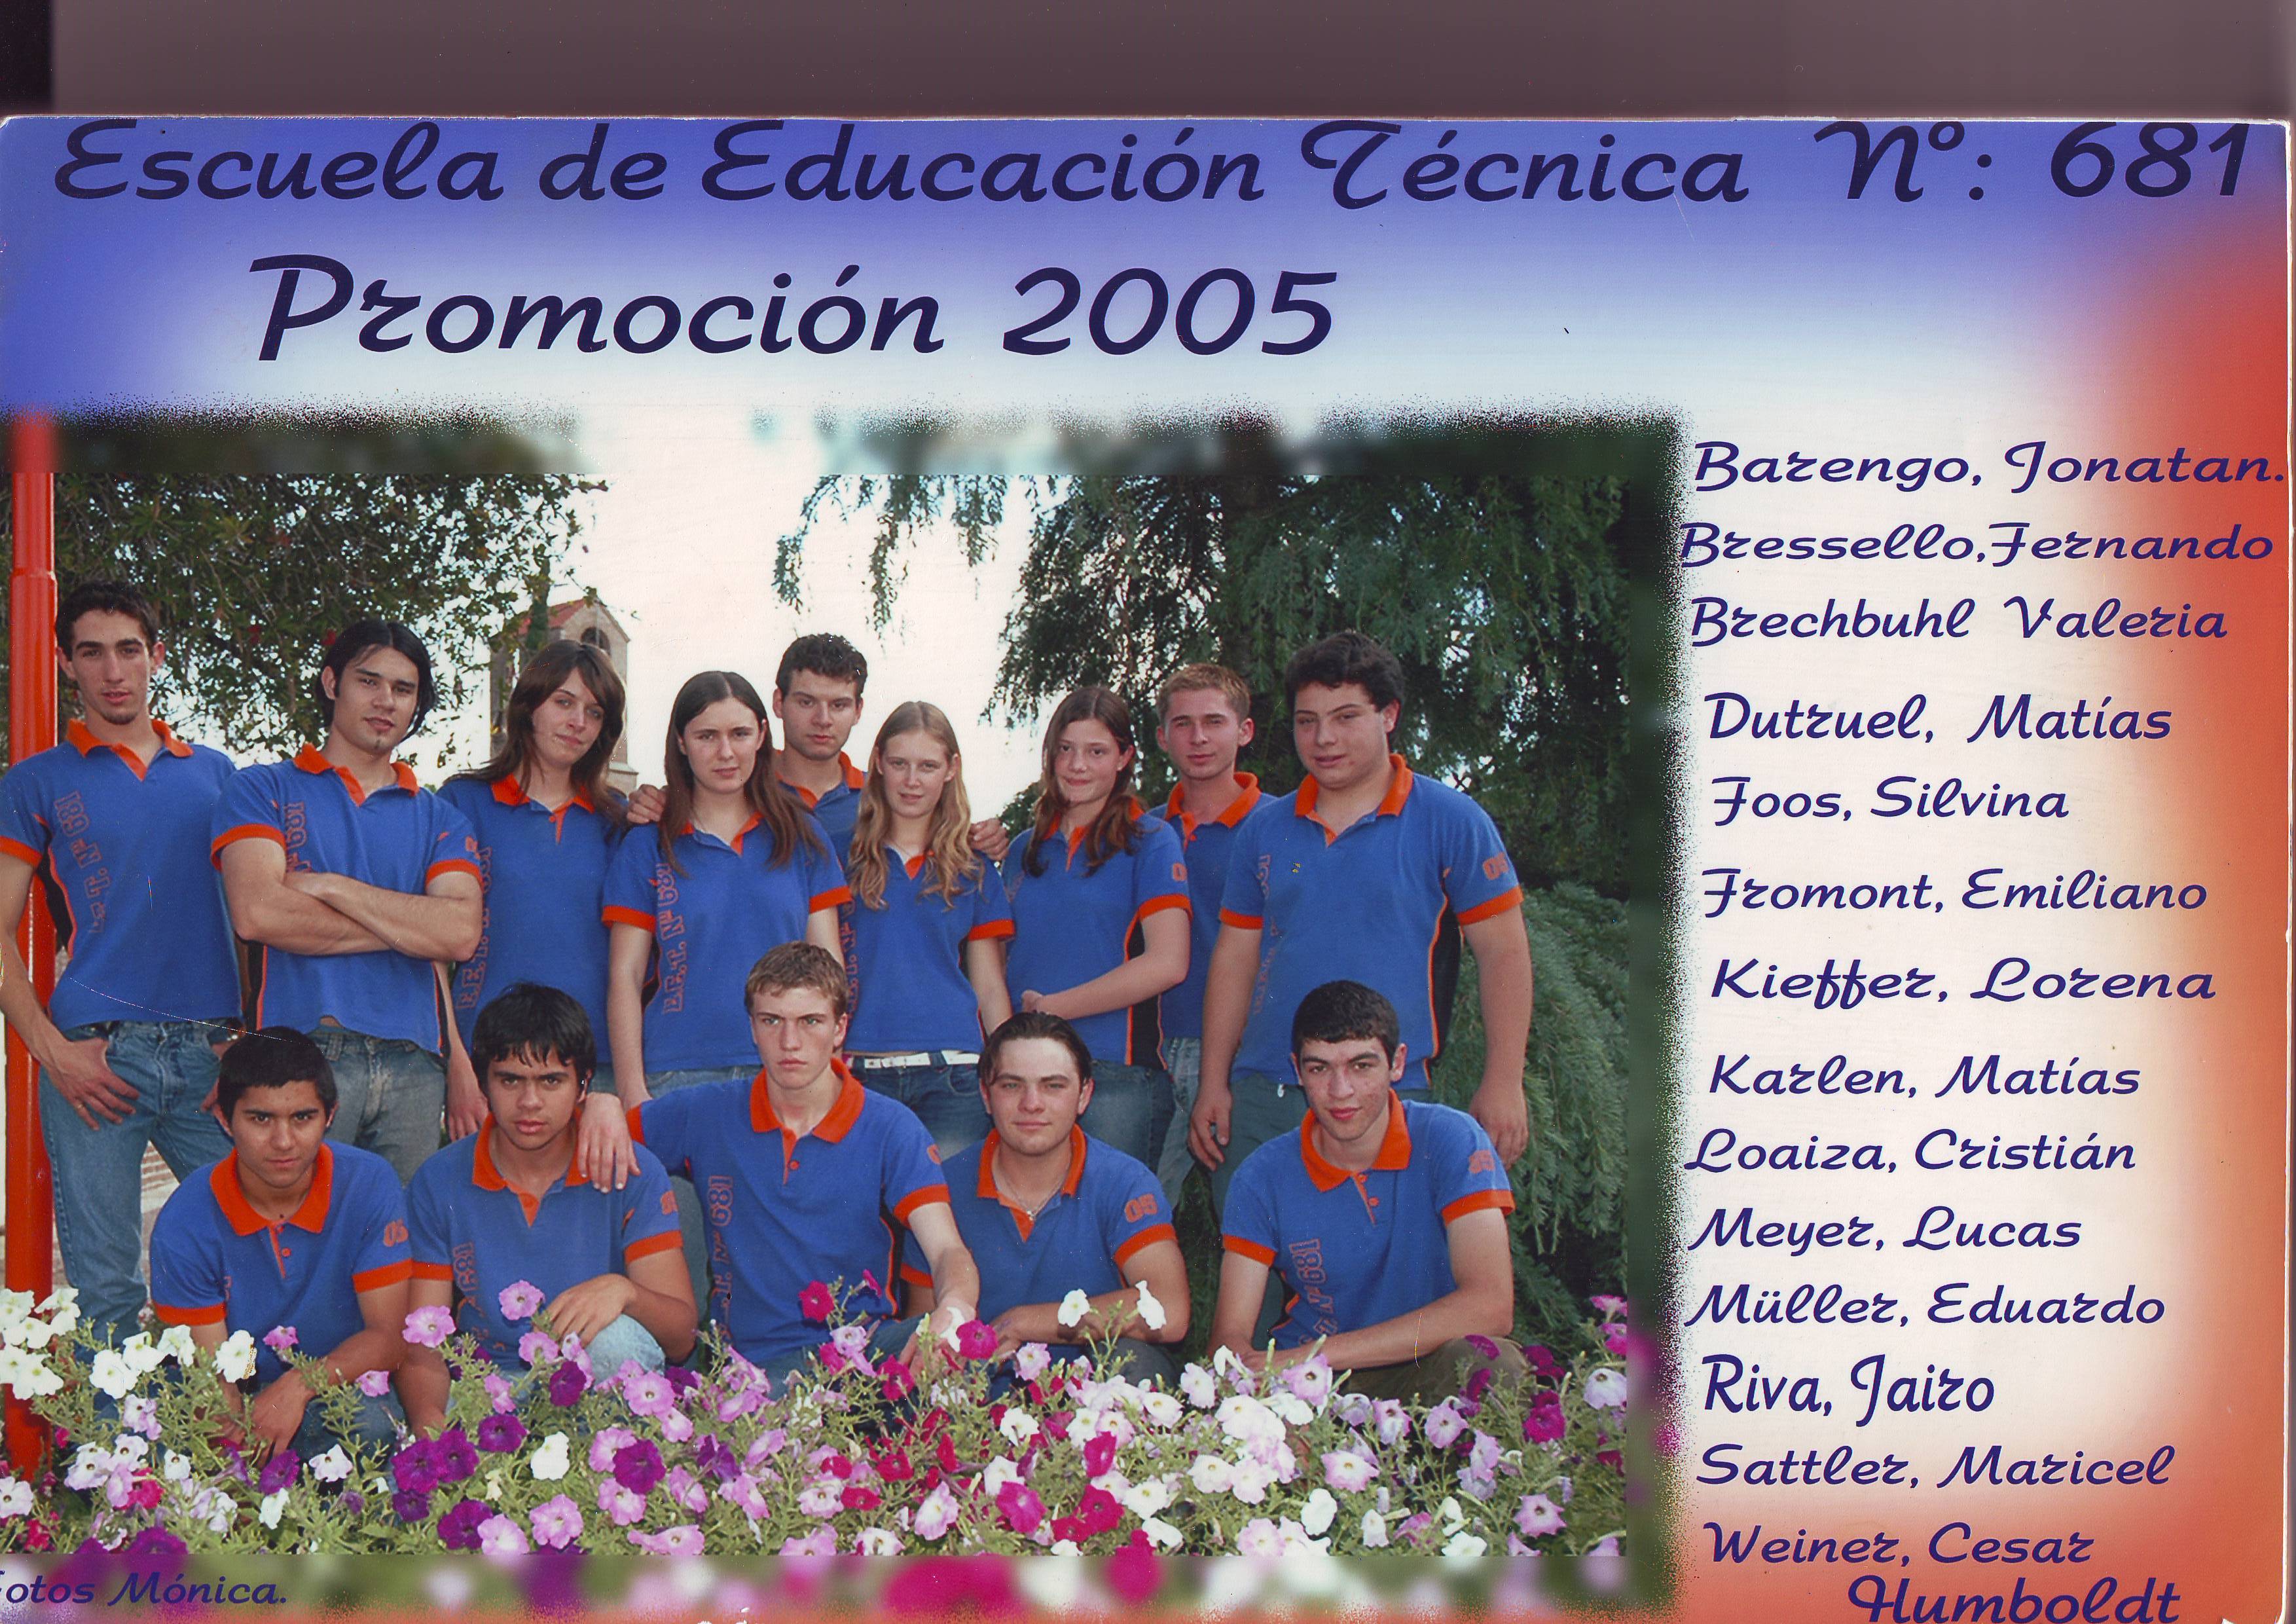 Escuela de Educación Técnica Nº: 681
Promoción 2005
Barengo, Jonatan.
Bressello,Fernando
Brechbuhl Valeria
Dutruel, Matías
Foos, Silvina
Fromont, Emiliano
Kieffer, Lorena
Karlen, Matías
Loaiza, Cristián
Meyer, Lucas
Müller, Eduardo
Riva, Jairo
Sattler, Maricel
Weiner, Cesar
Humboldt
Fotos Mónica.